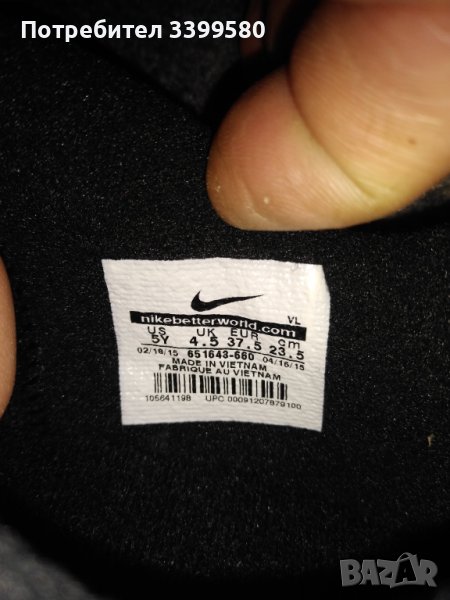 Потребител 3399580
VL
nikebetterworld.com
US UK EUR cm
5Y 4.5 37.5 23.5
02/18/15 651643-660 04/16/15
MADE IN VIETNAM
FABRIQUE AU VIETNAM
105641198 UPC 00091207879100
BAZAR